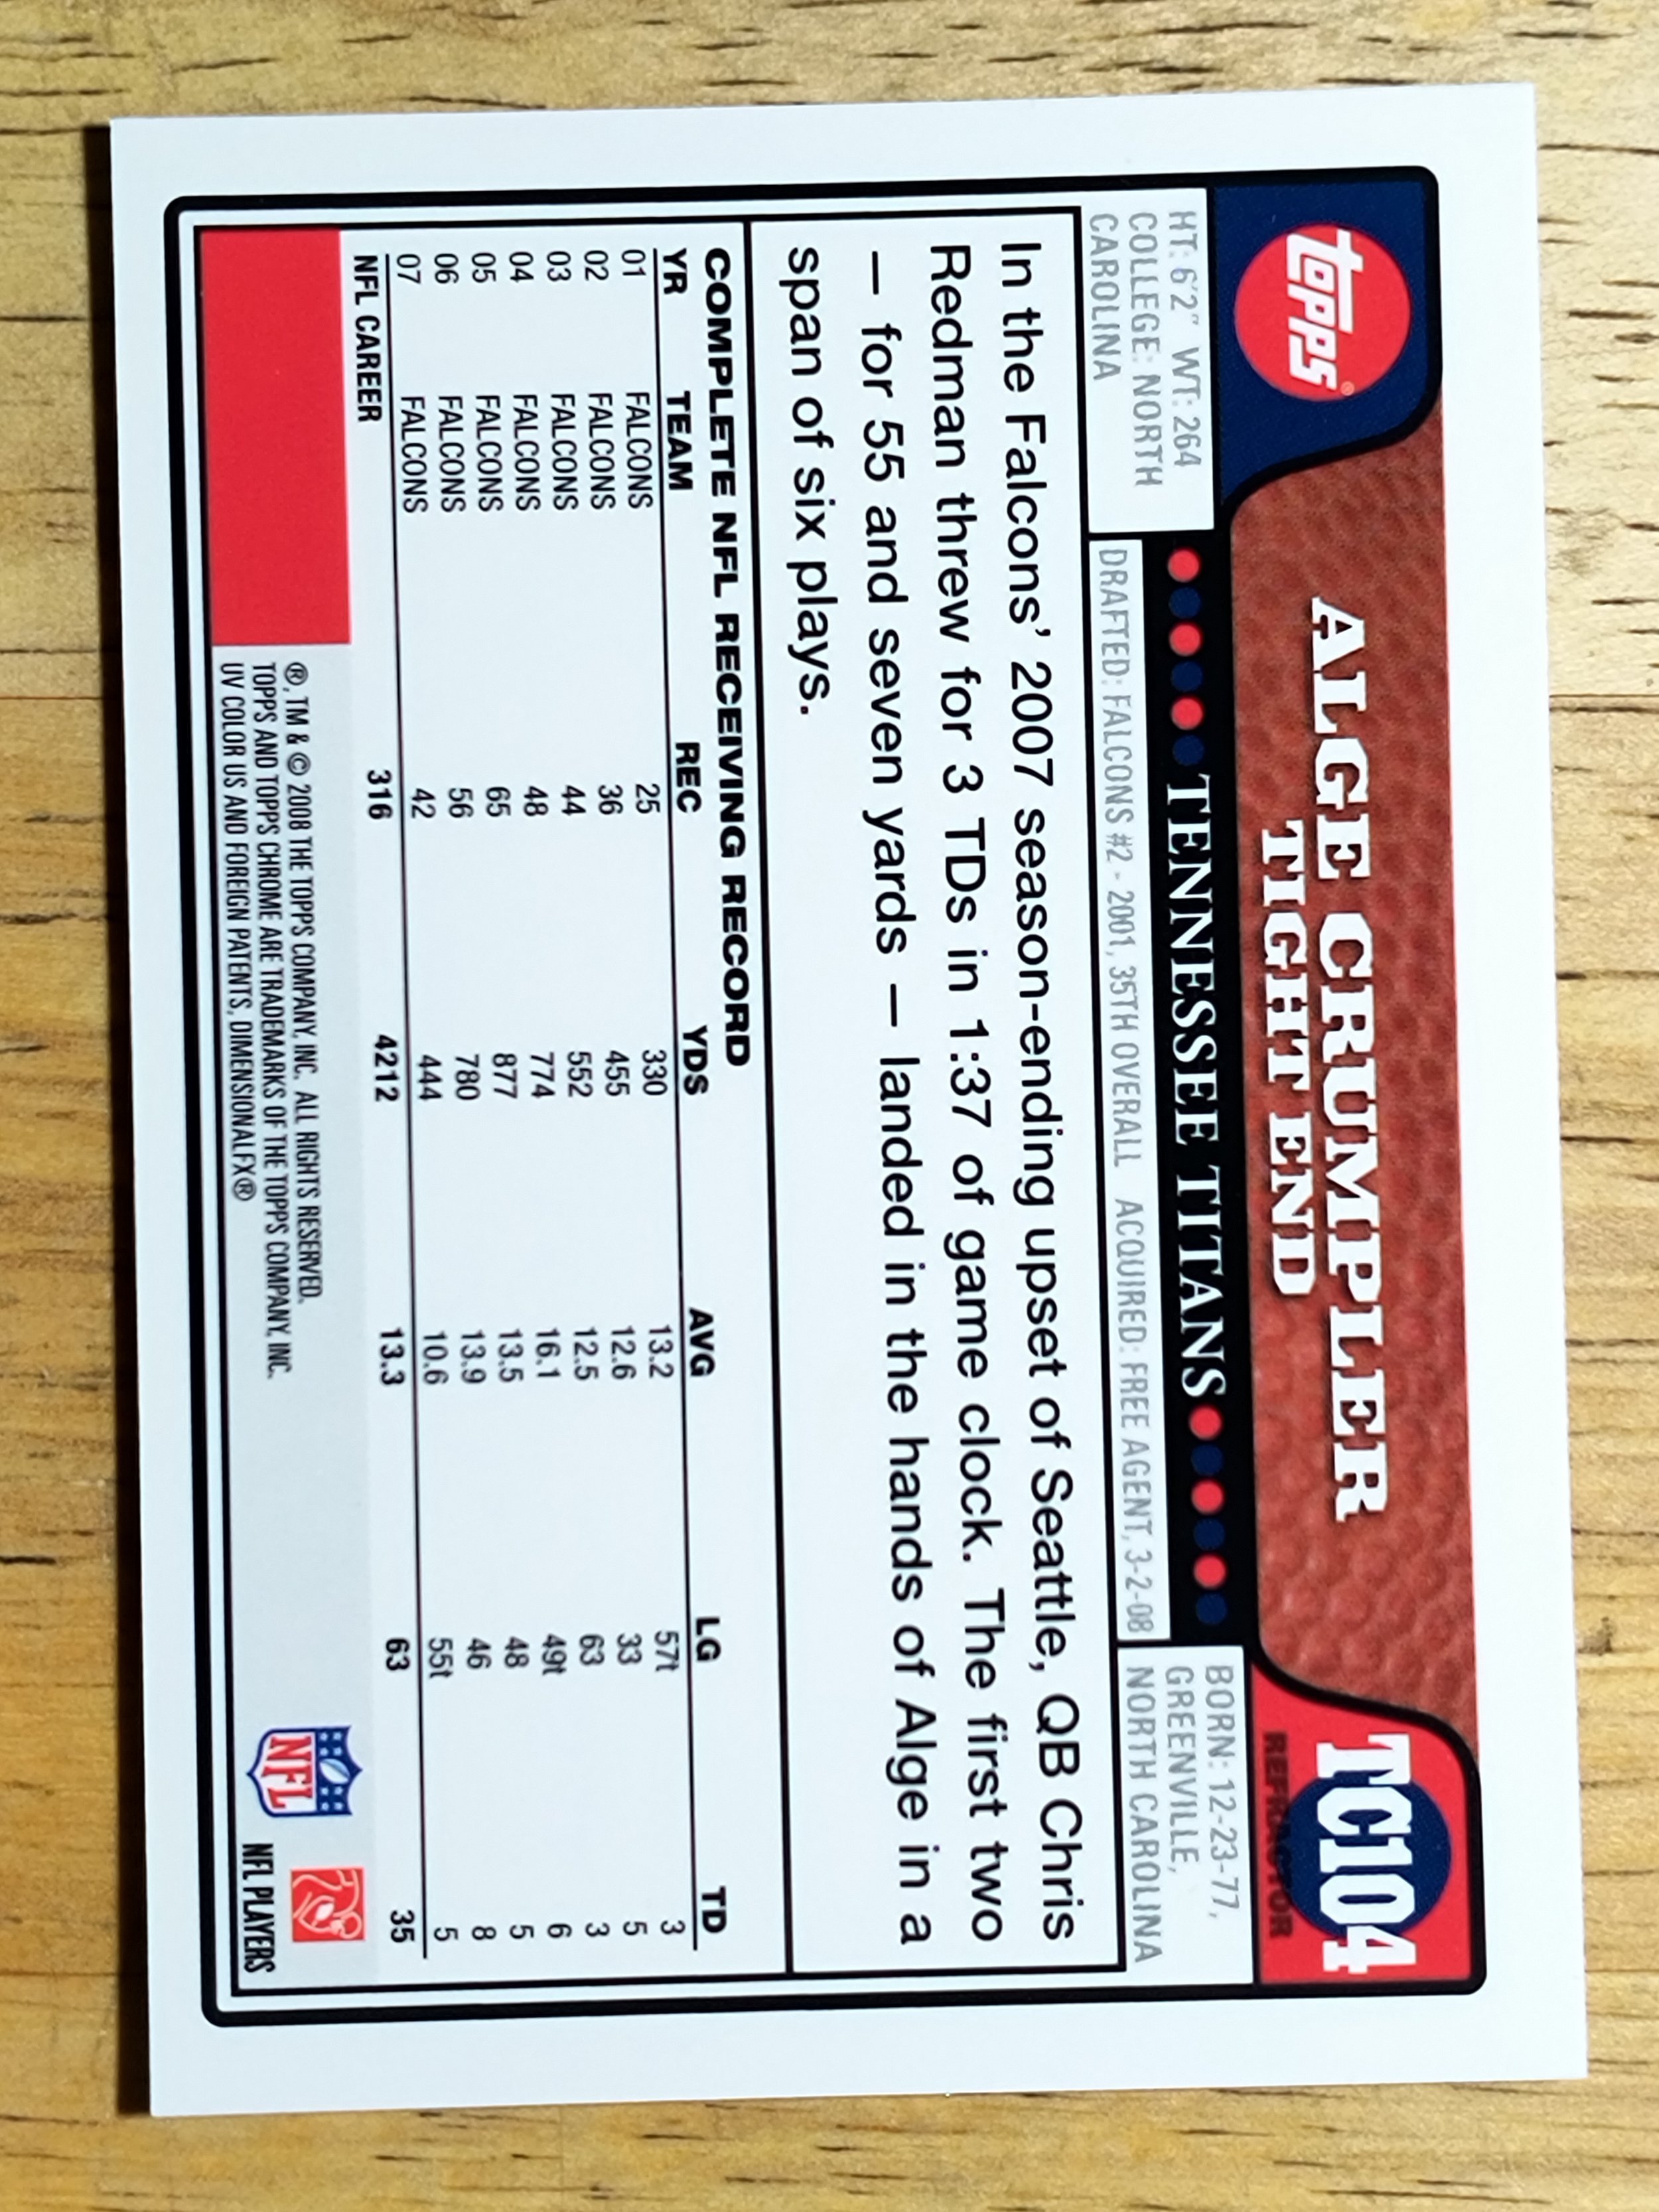 Topps®
ALGE CRUMPLER
TIGHT END
TC104
REFRACTOR
TENNESSEE TITANS
HT: 6'2" WT: 264
COLLEGE: NORTH
CAROLINA
DRAFTED: FALCONS #2 - 2001, 35TH OVERALL ACQUIRED: FREE AGENT, 3-2-08
BORN: 12-23-77,
GREENVILLE,
NORTH CAROLINA
In the Falcons’ 2007 season-ending upset of Seattle, QB Chris
Redman threw for 3 TDs in 1:37 of game clock. The first two
— for 55 and seven yards — landed in the hands of Alge in a
span of six plays.
COMPLETE NFL RECEIVING RECORD
YR TEAM REC YDS AVG LG TD
01 FALCONS 25 330 13.2 57t 3
02 FALCONS 36 455 12.6 33 5
03 FALCONS 44 552 12.5 63 3
04 FALCONS 48 774 16.1 49t 6
05 FALCONS 65 877 13.5 48 5
06 FALCONS 56 780 13.9 46 8
07 FALCONS 42 444 10.6 55t 5
NFL CAREER 316 4212 13.3 63 35
®, TM & © 2008 THE TOPPS COMPANY, INC. ALL RIGHTS RESERVED.
TOPPS AND TOPPS CHROME ARE TRADEMARKS OF THE TOPPS COMPANY, INC.
UV COLOR US AND FOREIGN PATENTS, DIMENSIONALFX®
NFL
NFL PLAYERS